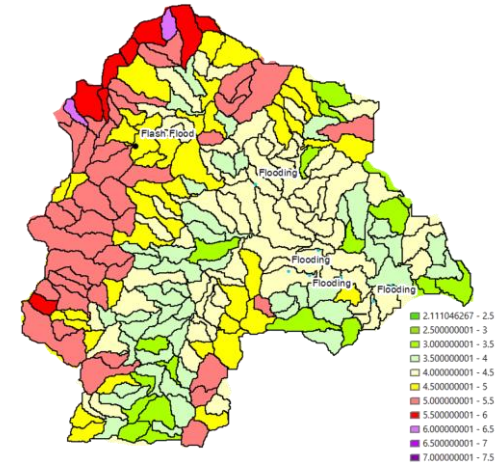 Flash Flood
Flooding
Flooding
Flooding
Flooding
2.111046267 - 2.5
2.500000001 - 3
3.000000001 - 3.5
3.500000001 - 4
4.000000001 - 4.5
4.500000001 - 5
5.000000001 - 5.5
5.500000001 - 6
6.000000001 - 6.5
6.500000001 - 7
7.000000001 - 7.5